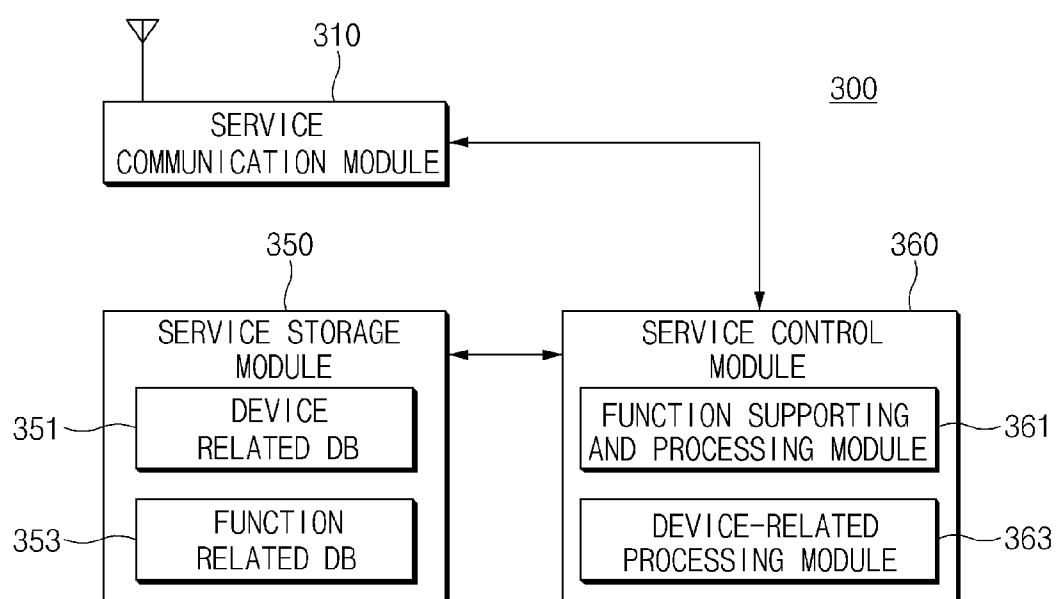 310
300
SERVICE
COMMUNICATION MODULE
350
360
SERVICE STORAGE
MODULE
SERVICE CONTROL
MODULE
351
DEVICE
RELATED DB
FUNCTION SUPPORTING
AND PROCESSING MODULE
361
353
FUNCTION
RELATED DB
DEVICE-RELATED
PROCESSING MODULE
363